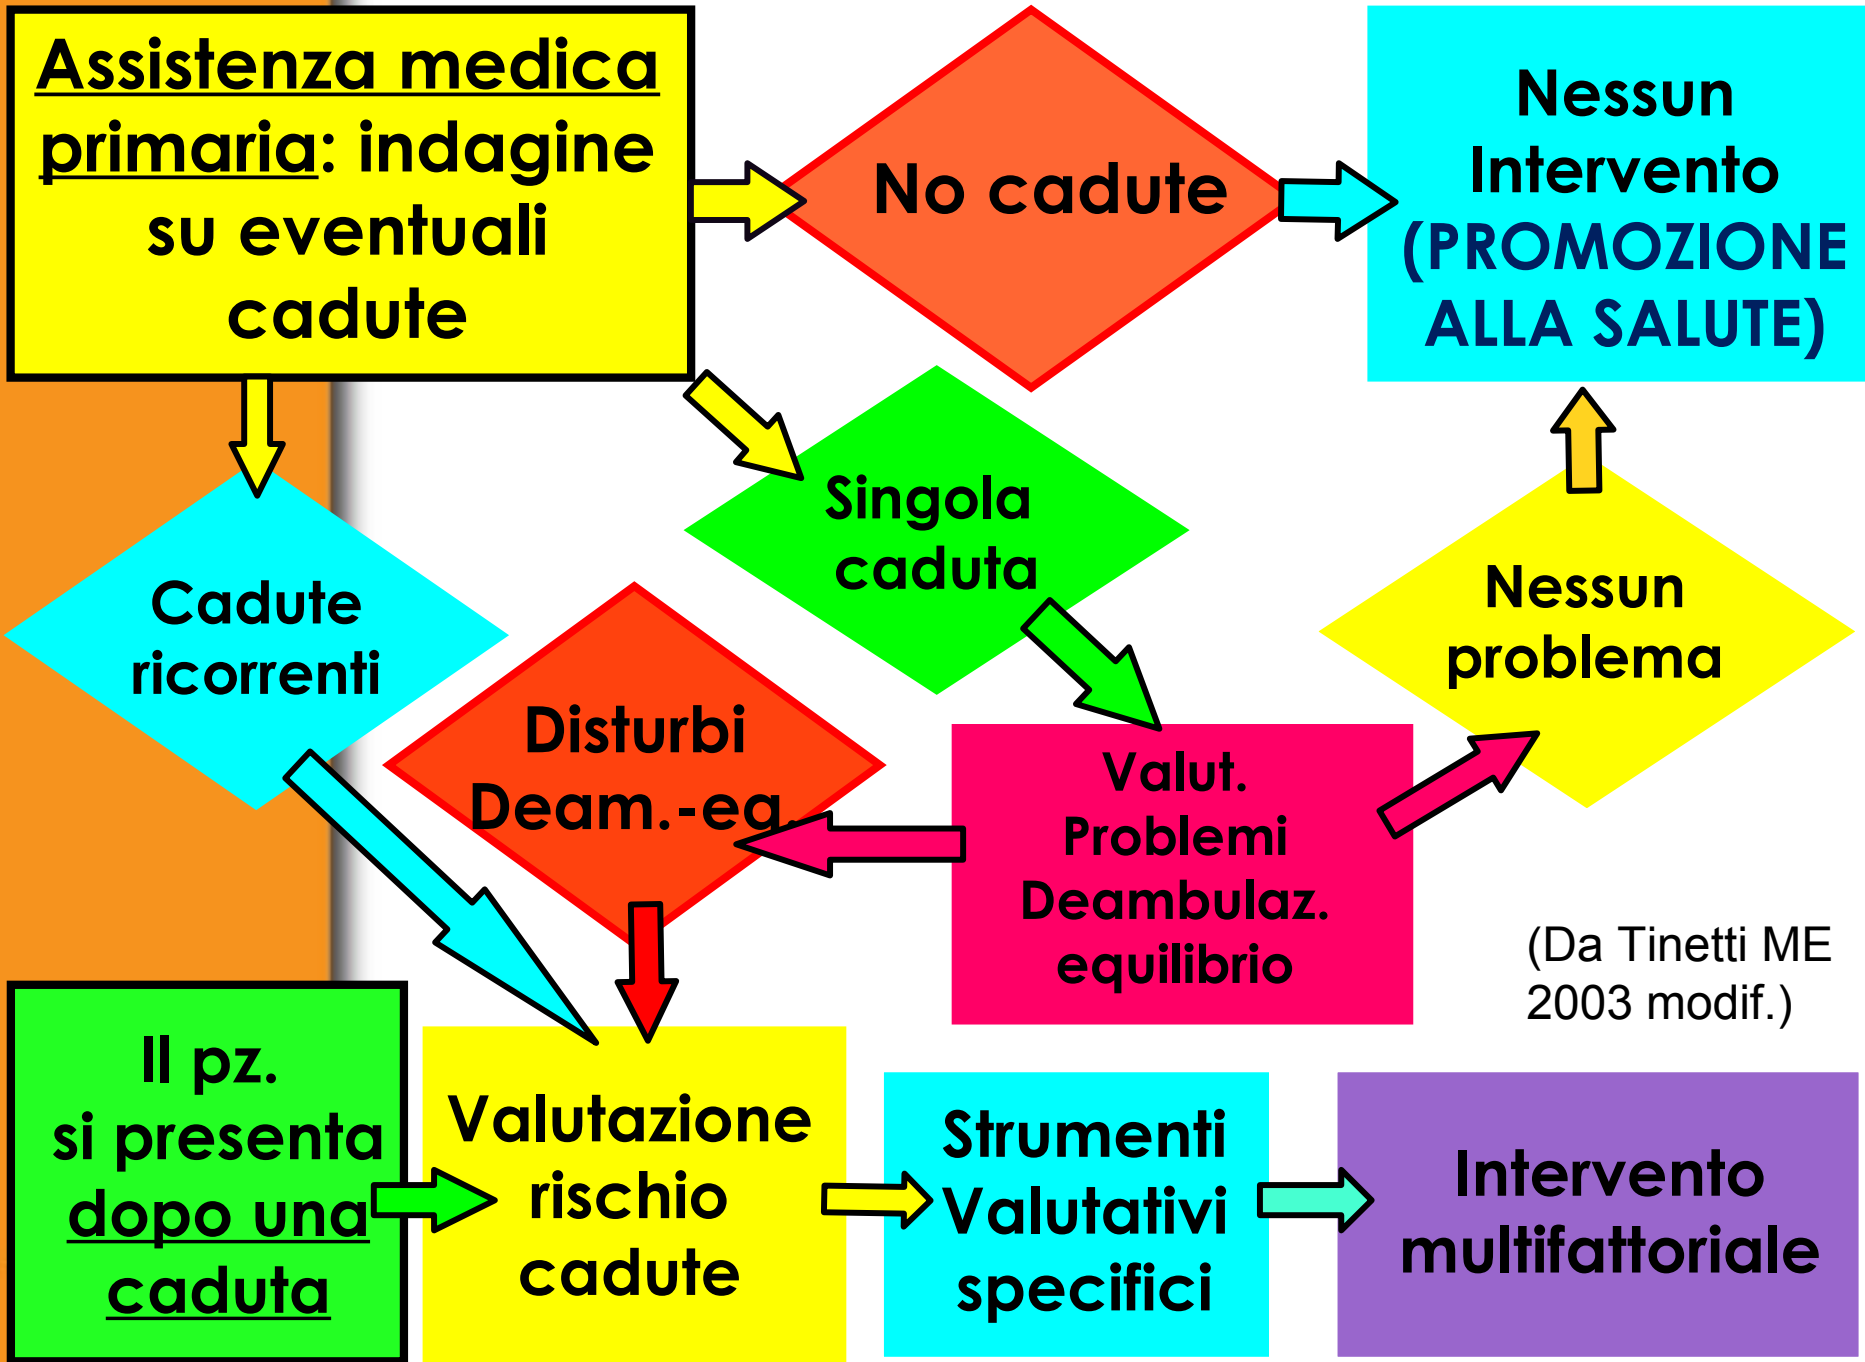 Assistenza medica
primaria: indagine
su eventuali
cadute
No cadute
Nessun
Intervento
(PROMOZIONE
ALLA SALUTE)
Singola
caduta
Cadute
ricorrenti
Nessun
problema
Disturbi
Deam.-eq.
Valut.
Problemi
Deambulaz.
equilibrio
(Da Tinetti ME
2003 modif.)
Il pz.
si presenta
dopo una
caduta
Valutazione
rischio
cadute
Strumenti
Valutativi
specifici
Intervento
multifattoriale